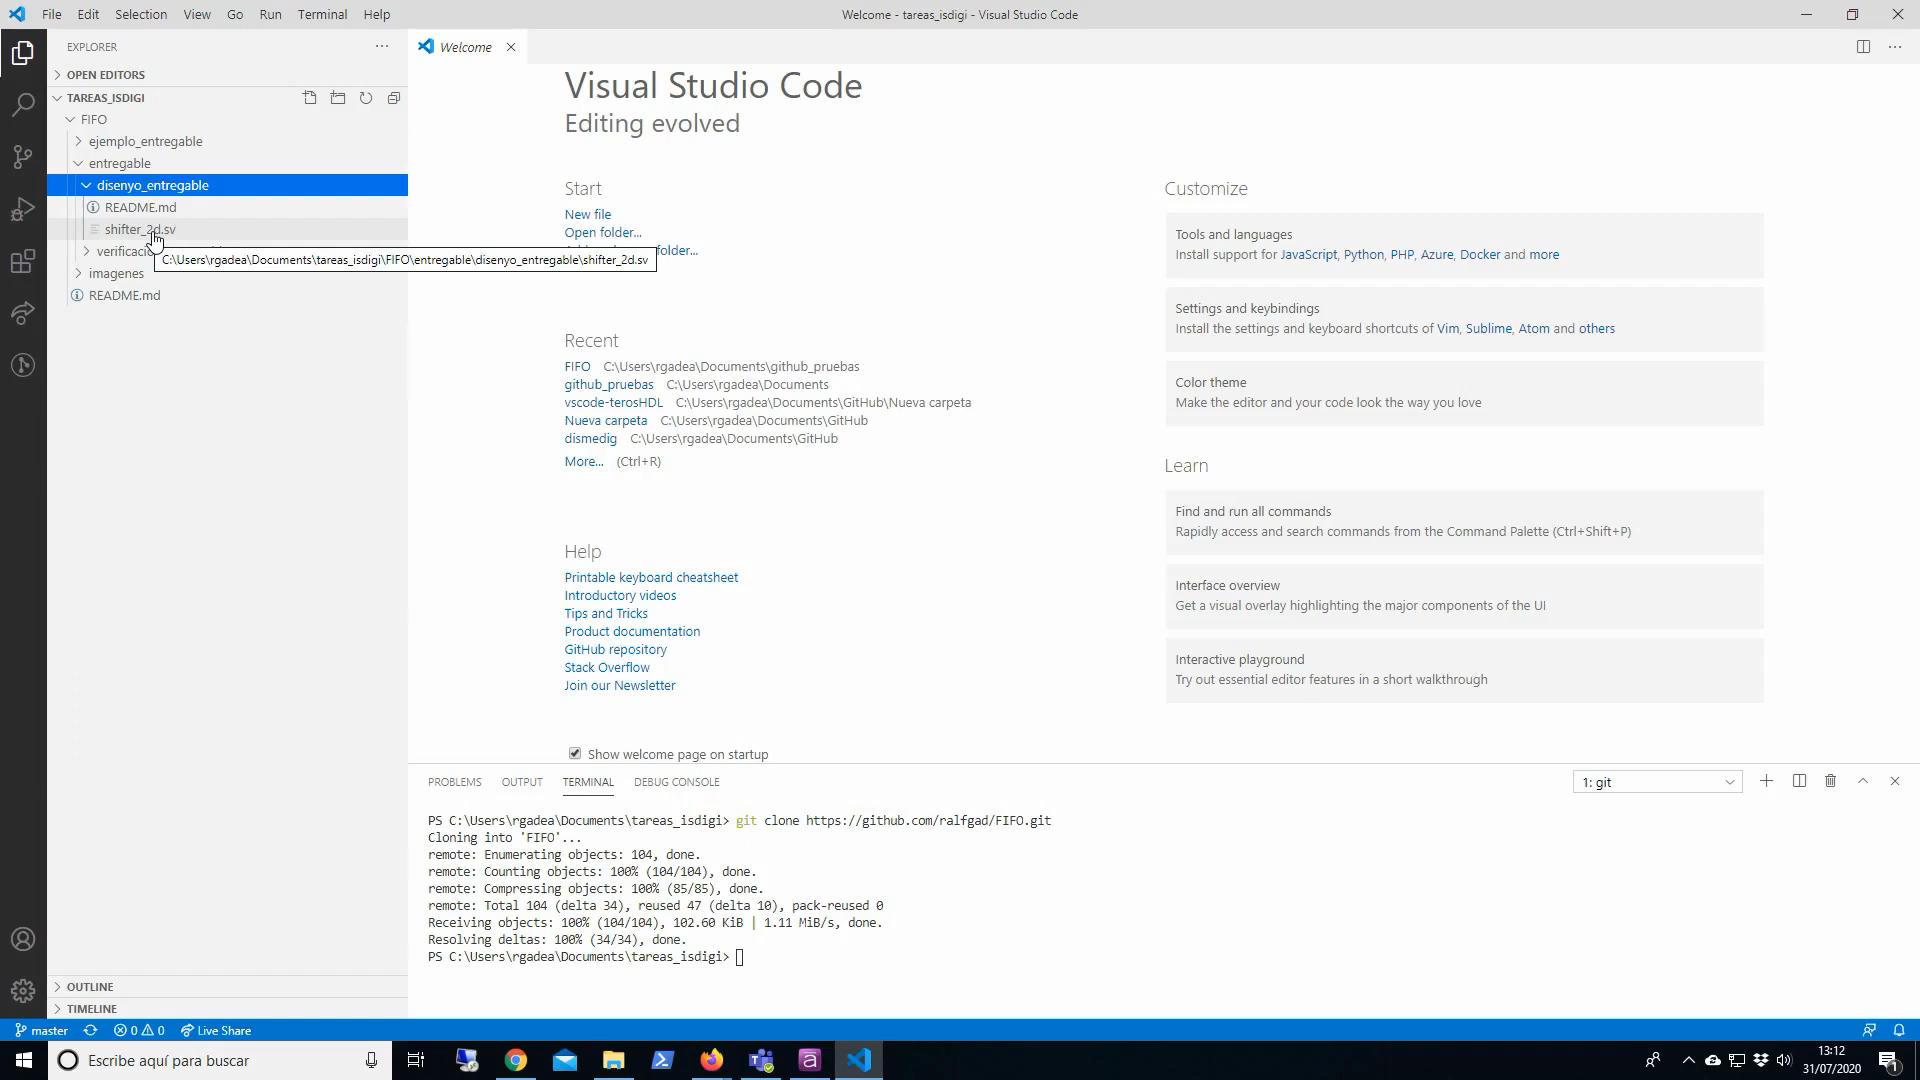 File Edit Selection View Go Run Terminal Help
Welcome - tareas_isdigi - Visual Studio Code
EXPLORER
OPEN EDITORS
TAREAS_ISDIGI
FIFO
ejemplo_entregable
entregable
disenyo_entregable
README.md
shifter_2d.sv
C:\Users\rgadea\Documents\tareas_isdigi\FIFO\entregable\disenyo_entregable\shifter_2d.sv
imagenes
README.md
OUTLINE
TIMELINE
Welcome
Visual Studio Code
Editing evolved
Start
New file
Open folder...
folder...
Recent
FIFO C:\Users\rgadea\Documents\github_pruebas
github_pruebas C:\Users\rgadea\Documents
vscode-terosHDL C:\Users\rgadea\Documents\GitHub\Nueva carpeta
Nueva carpeta C:\Users\rgadea\Documents\GitHub
dismedig C:\Users\rgadea\Documents\GitHub
More... (Ctrl+R)
Help
Printable keyboard cheatsheet
Introductory videos
Tips and Tricks
Product documentation
GitHub repository
Stack Overflow
Join our Newsletter
Show welcome page on startup
Customize
Tools and languages
Install support for JavaScript, Python, PHP, Azure, Docker and more
Settings and keybindings
Install the settings and keyboard shortcuts of Vim, Sublime, Atom and others
Color theme
Make the editor and your code look the way you love
Learn
Find and run all commands
Rapidly access and search commands from the Command Palette (Ctrl+Shift+P)
Interface overview
Get a visual overlay highlighting the major components of the UI
Interactive playground
Try out essential editor features in a short walkthrough
PROBLEMS OUTPUT TERMINAL DEBUG CONSOLE
1: git
PS C:\Users\rgadea\Documents\tareas_isdigi> git clone https://github.com/ralfgad/FIFO.git
Cloning into 'FIFO'...
remote: Enumerating objects: 104, done.
remote: Counting objects: 100% (104/104), done.
remote: Compressing objects: 100% (85/85), done.
remote: Total 104 (delta 34), reused 47 (delta 10), pack-reused 0
Receiving objects: 100% (104/104), 102.60 KiB | 1.11 MiB/s, done.
Resolving deltas: 100% (34/34), done.
PS C:\Users\rgadea\Documents\tareas_isdigi>
master 0 0 Live Share
Escribe aquí para buscar
13:12
31/07/2020
1